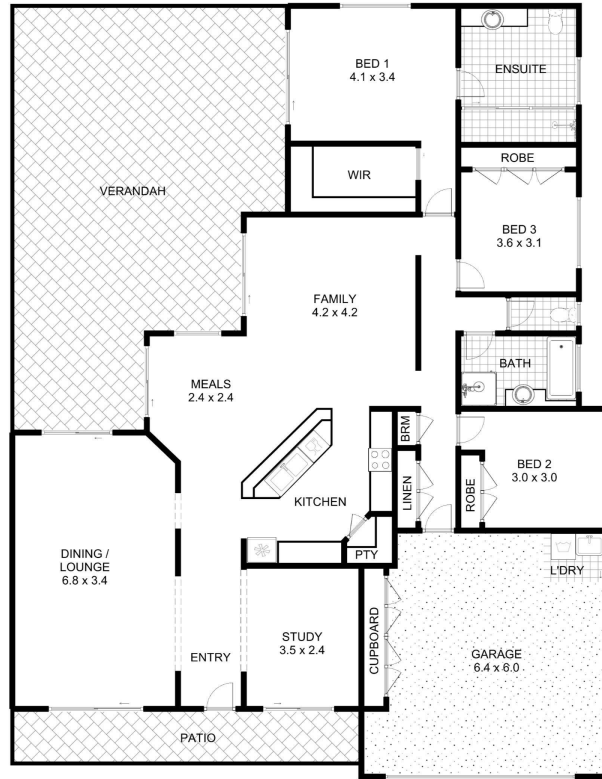 BED 1
4.1 x 3.4
ENSUITE
VERANDAH
WIR
ROBE
BED 3
3.6 x 3.1
FAMILY
4.2 x 4.2
MEALS
2.4 x 2.4
BATH
BRM
BED 2
3.0 x 3.0
LINEN
ROBE
KITCHEN
PTY
DINING /
LOUNGE
6.8 x 3.4
L'DRY
CUPBOARD
STUDY
3.5 x 2.4
ENTRY
GARAGE
6.4 x 6.0
PATIO